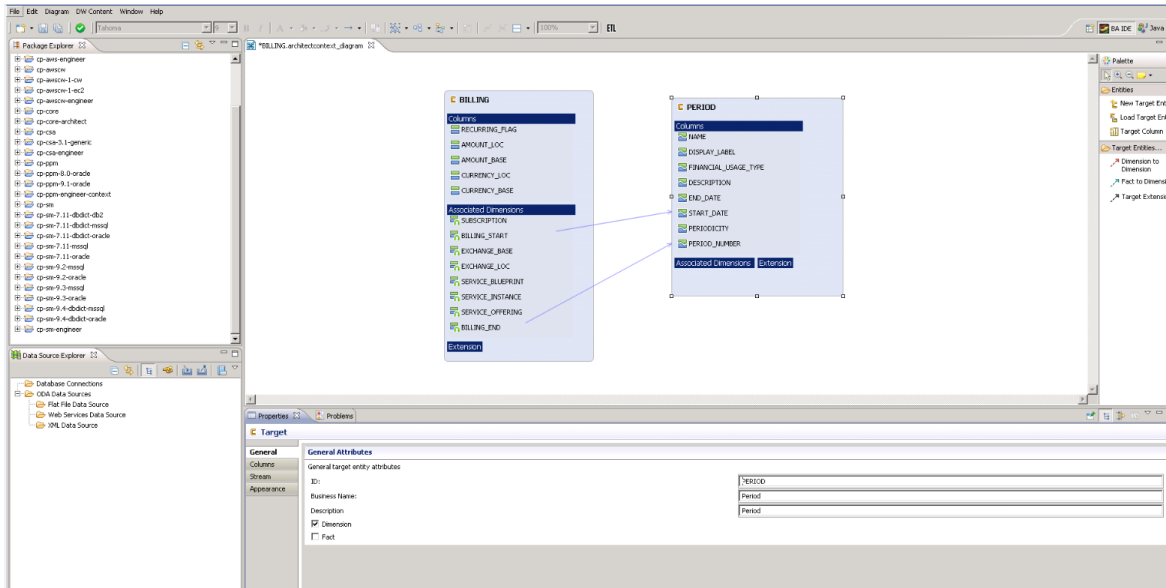 File Edit Diagram DW Content Window Help
Tahoma 9 100% ETL
BA IDE Java
Package Explorer
cp-aws-engineer
cp-awscw
cp-awscw-1-cw
cp-awscw-1-ec2
cp-awscw-engineer
cp-core
cp-core-architect
cp-csa
cp-csa-3.1-generic
cp-csa-engineer
cp-ppm
cp-ppm-8.0-oracle
cp-ppm-9.1-oracle
cp-ppm-engineer-context
cp-sm
cp-sm-7.11-dbdict-db2
cp-sm-7.11-dbdict-mssql
cp-sm-7.11-dbdict-oracle
cp-sm-7.11-mssql
cp-sm-7.11-oracle
cp-sm-9.2-mssql
cp-sm-9.2-oracle
cp-sm-9.3-mssql
cp-sm-9.3-oracle
cp-sm-9.4-dbdict-mssql
cp-sm-9.4-dbdict-oracle
cp-sm-engineer
Data Source Explorer
Database Connections
ODA Data Sources
Flat File Data Source
Web Services Data Source
XML Data Source
*BILLING.architectcontext_diagram
BILLING
Columns
RECURRING_FLAG
AMOUNT_LOC
AMOUNT_BASE
CURRENCY_LOC
CURRENCY_BASE
Associated Dimensions
SUBSCRIPTION
BILLING_START
EXCHANGE_BASE
EXCHANGE_LOC
SERVICE_BLUEPRINT
SERVICE_INSTANCE
SERVICE_OFFERING
BILLING_END
Extension
PERIOD
Columns
NAME
DISPLAY_LABEL
FINANCIAL_USAGE_TYPE
DESCRIPTION
END_DATE
START_DATE
PERIODICITY
PERIOD_NUMBER
Associated Dimensions Extension
Palette
Entities
New Target Ent
Load Target Ent
Target Column
Target Entities...
Dimension to
Dimension
Fact to Dimensi
Target Extensio
Properties Problems
Target
General
Columns
Stream
Appearance
General Attributes
General target entity attributes
ID: PERIOD
Business Name: Period
Description Period
Dimension
Fact